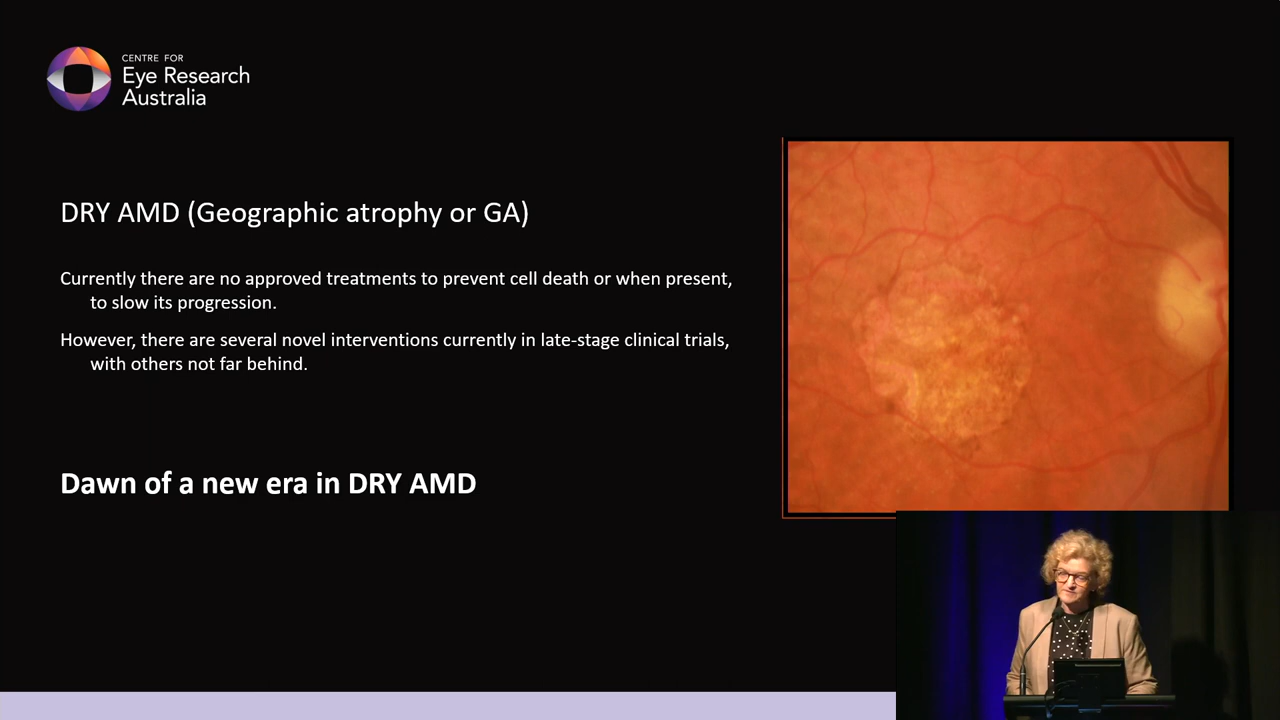 CENTRE FOR
Eye Research
Australia
DRY AMD (Geographic atrophy or GA)
Currently there are no approved treatments to prevent cell death or when present,
to slow its progression.
However, there are several novel interventions currently in late-stage clinical trials,
with others not far behind.
Dawn of a new era in DRY AMD